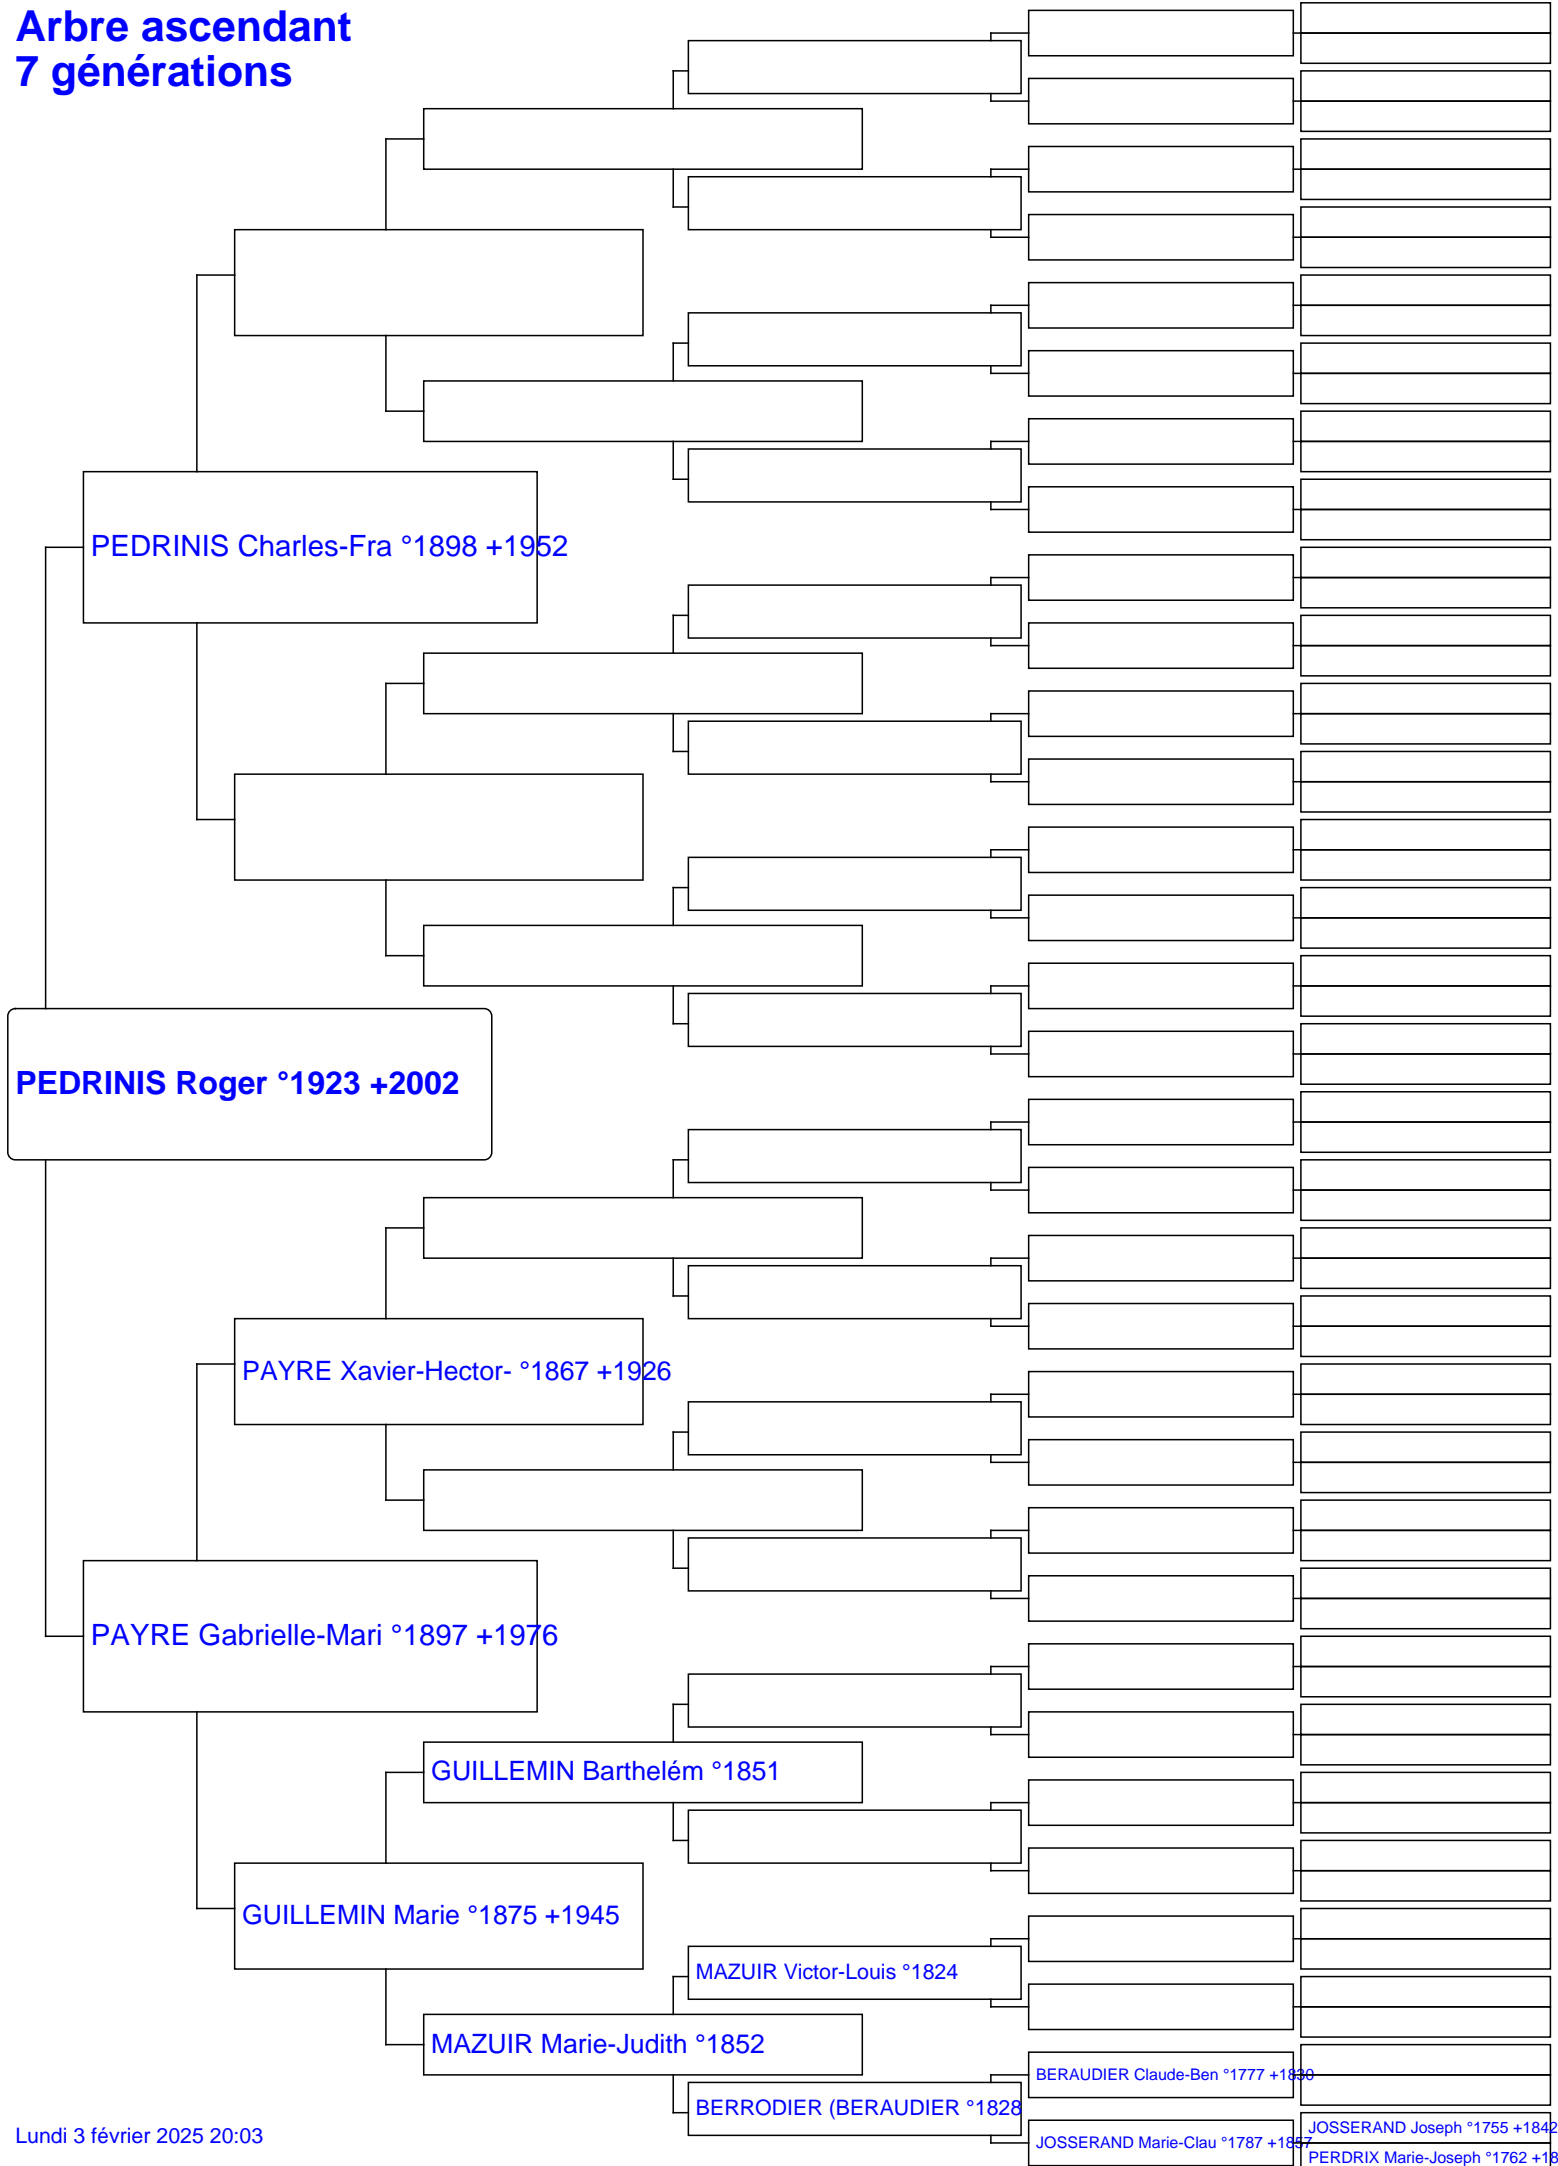 Arbre ascendant
7 générations
PEDRINIS Charles-Fra °1898 +1952
PEDRINIS Roger °1923 +2002
PAYRE Xavier-Hector- °1867 +1926
PAYRE Gabrielle-Mari °1897 +1976
GUILLEMIN Barthelém °1851
GUILLEMIN Marie °1875 +1945
MAZUIR Victor-Louis °1824
MAZUIR Marie-Judith °1852
BERAUDIER Claude-Ben °1777 +1830
BERRODIER (BERAUDIER °1828
JOSSERAND Joseph °1755 +1842
JOSSERAND Marie-Clau °1787 +1857
PERDRIX Marie-Joseph °1762 +18
Lundi 3 février 2025 20:03